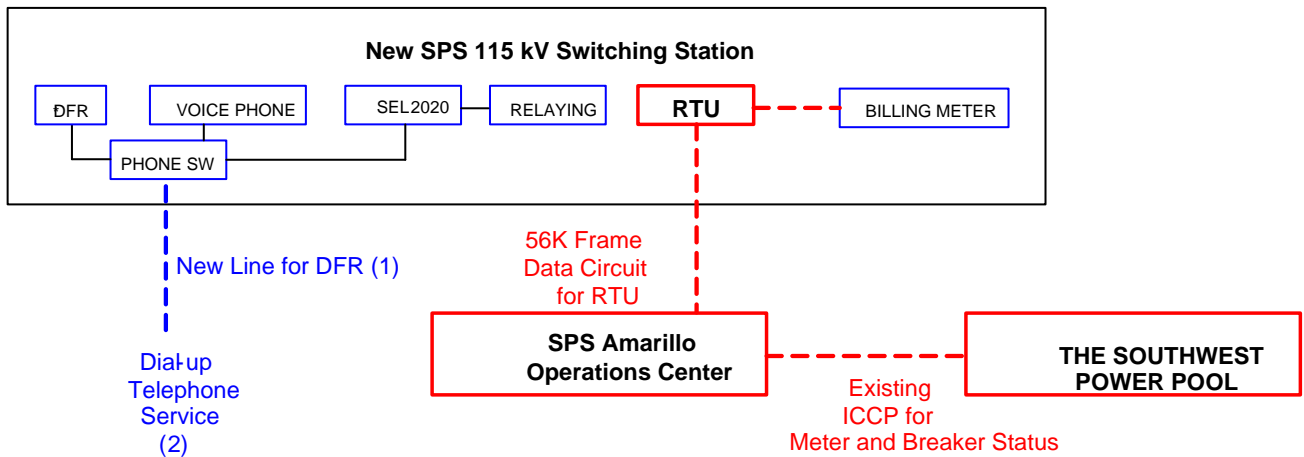 New SPS 115 kV Switching Station
DFR
VOICE PHONE
SEL2020
RELAYING
RTU
BILLING METER
PHONE SW
New Line for DFR (1)
56K Frame
Data Circuit
for RTU
Dial-up
Telephone
Service
(2)
SPS Amarillo
Operations Center
THE SOUTHWEST
POWER POOL
Existing
ICCP for
Meter and Breaker Status